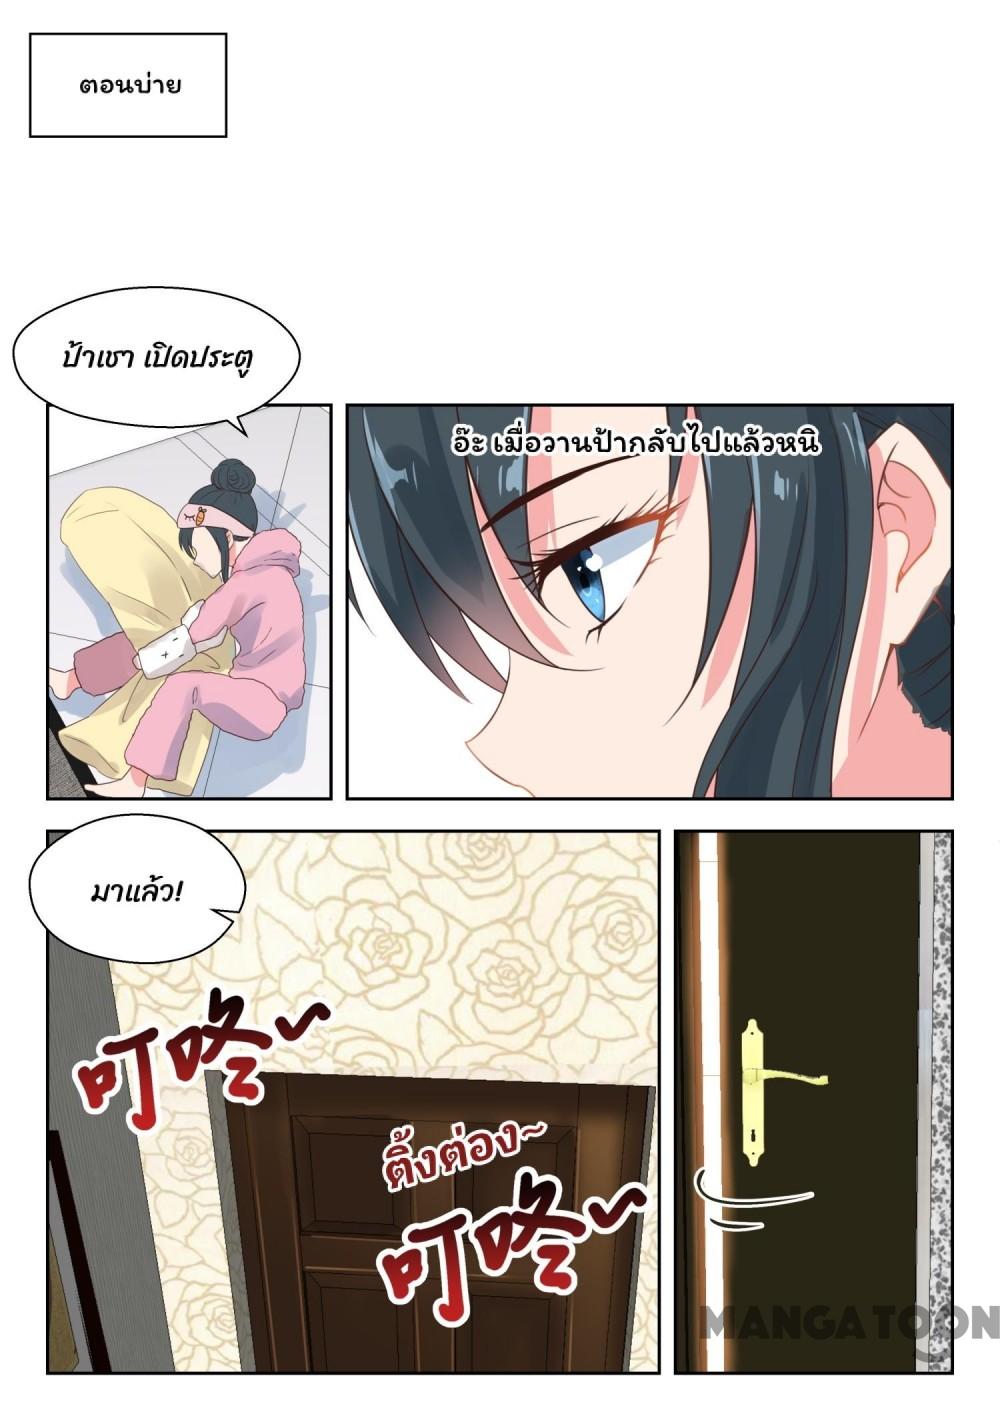 ตอนบ่าย
ป้าเชา เปิดประตู
อ๊ะ เมื่อวานป้ากลับไปแล้วหนิ
มาแล้ว!
叮咚~
ติ้งต่อง~
叮咚~
MANGATOON